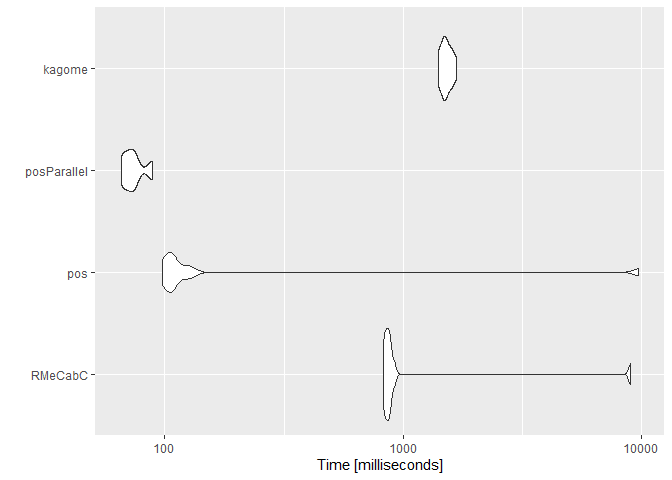 kagome
posParallel
pos
RMeCabC
100 1000 10000
Time [milliseconds]